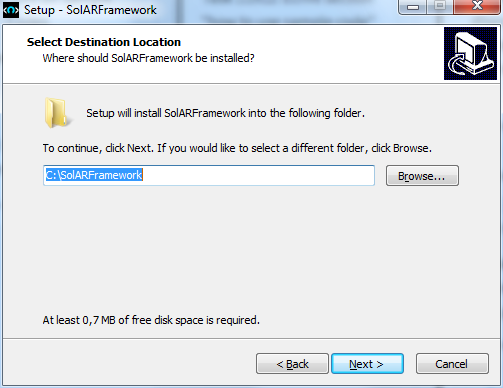 Setup - SolARFramework
Select Destination Location
Where should SolARFramework be installed?
Setup will install SolARFramework into the following folder.
To continue, click Next. If you would like to select a different folder, click Browse.
C:\SolARFramework
Browse...
At least 0,7 MB of free disk space is required.
< Back
Next >
Cancel